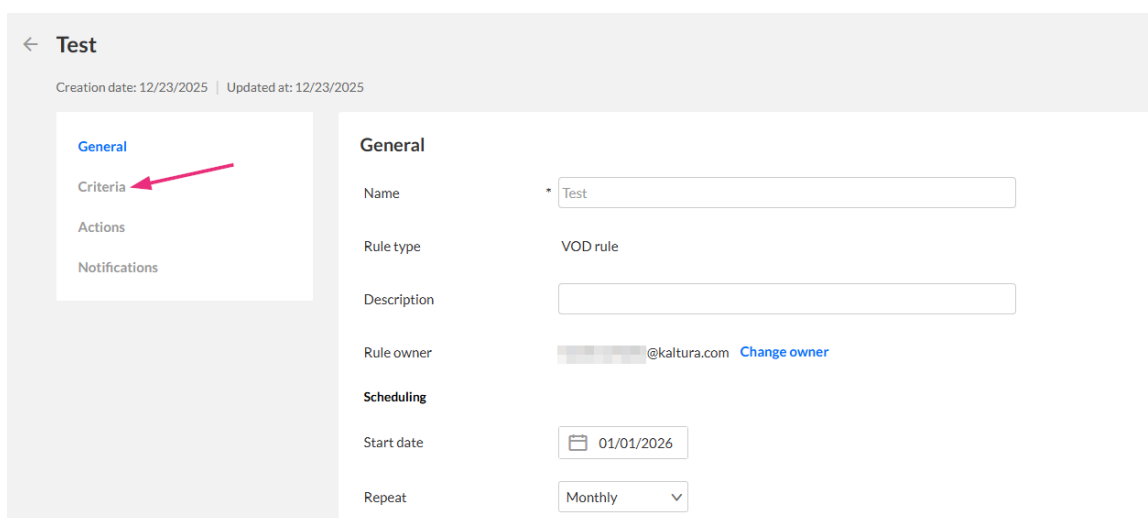 Test
Creation date: 12/23/2025 | Updated at: 12/23/2025
General
Criteria
Actions
Notifications
General
Name * Test
Rule type VOD rule
Description
Rule owner @kaltura.com Change owner
Scheduling
Start date 01/01/2026
Repeat Monthly